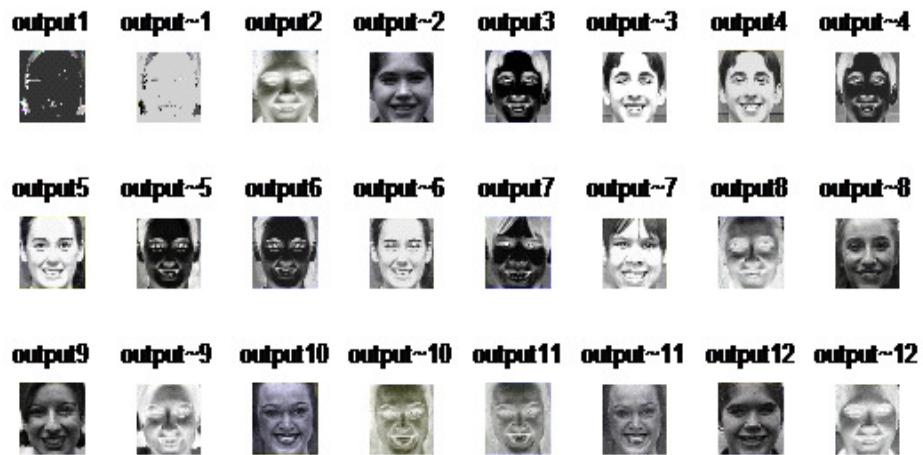 output1 output~1 output2 output~2 output3 output~3 output4 output~4
output5 output~5 output6 output~6 output7 output~7 output8 output~8
output9 output~9 output10 output~10 output11 output~11 output12 output~12